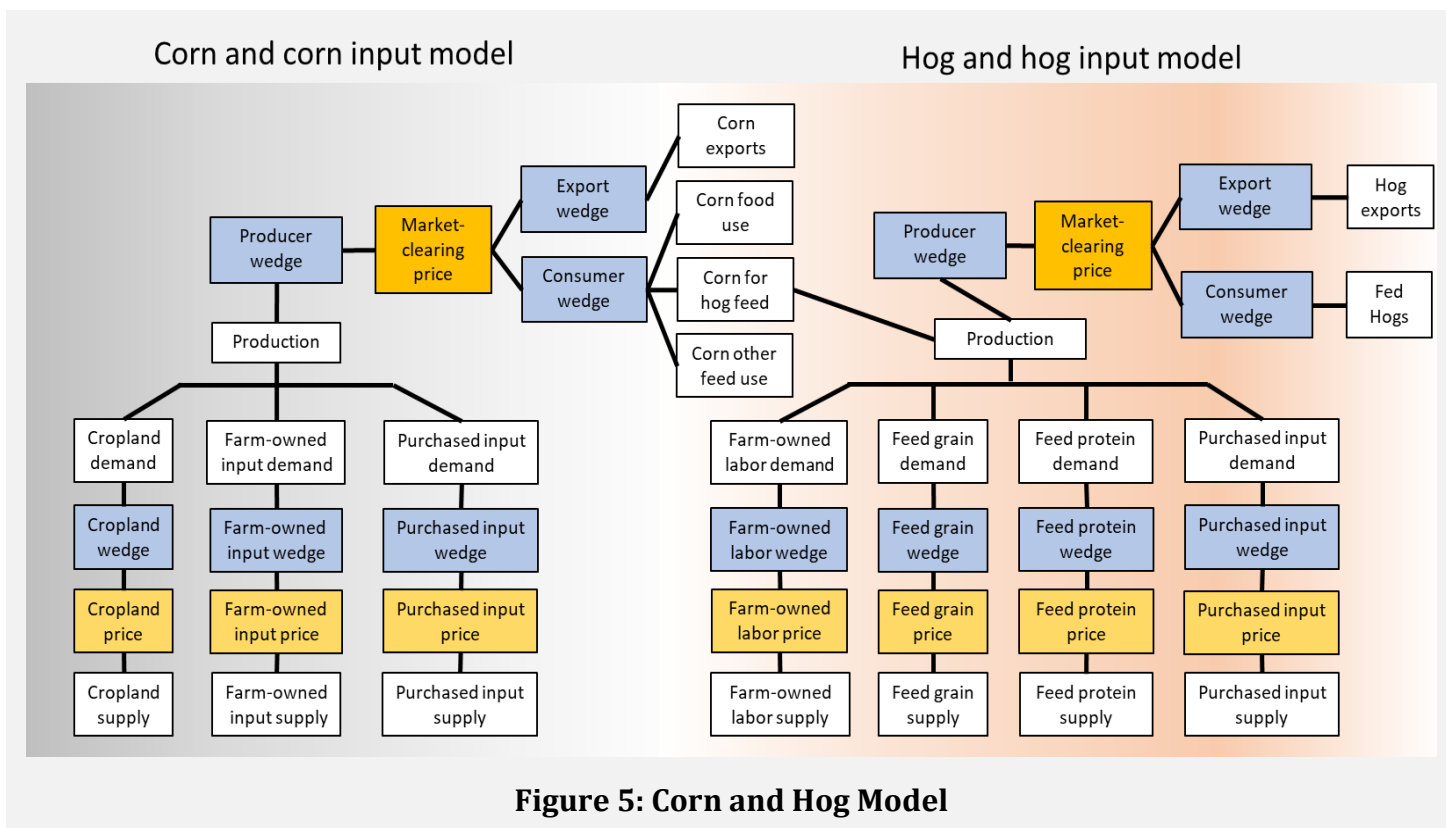 Corn and corn input model
Hog and hog input model
Corn
exports
Export
wedge
Corn food
use
Producer
wedge
Market-
clearing
price
Consumer
wedge
Corn for
hog feed
Corn other
feed use
Production
Cropland
demand
Farm-owned
input demand
Purchased input
demand
Cropland
wedge
Farm-owned
input wedge
Purchased input
wedge
Cropland
price
Farm-owned
input price
Purchased input
price
Cropland
supply
Farm-owned
input supply
Purchased input
supply
Export
wedge
Hog
exports
Producer
wedge
Market-
clearing
price
Consumer
wedge
Fed
Hogs
Production
Farm-owned
labor demand
Feed grain
demand
Feed protein
demand
Purchased input
demand
Farm-owned
labor wedge
Feed grain
wedge
Feed protein
wedge
Purchased input
wedge
Farm-owned
labor price
Feed grain
price
Feed protein
price
Purchased input
price
Farm-owned
labor supply
Feed grain
supply
Feed protein
supply
Purchased input
supply
Figure 5: Corn and Hog Model